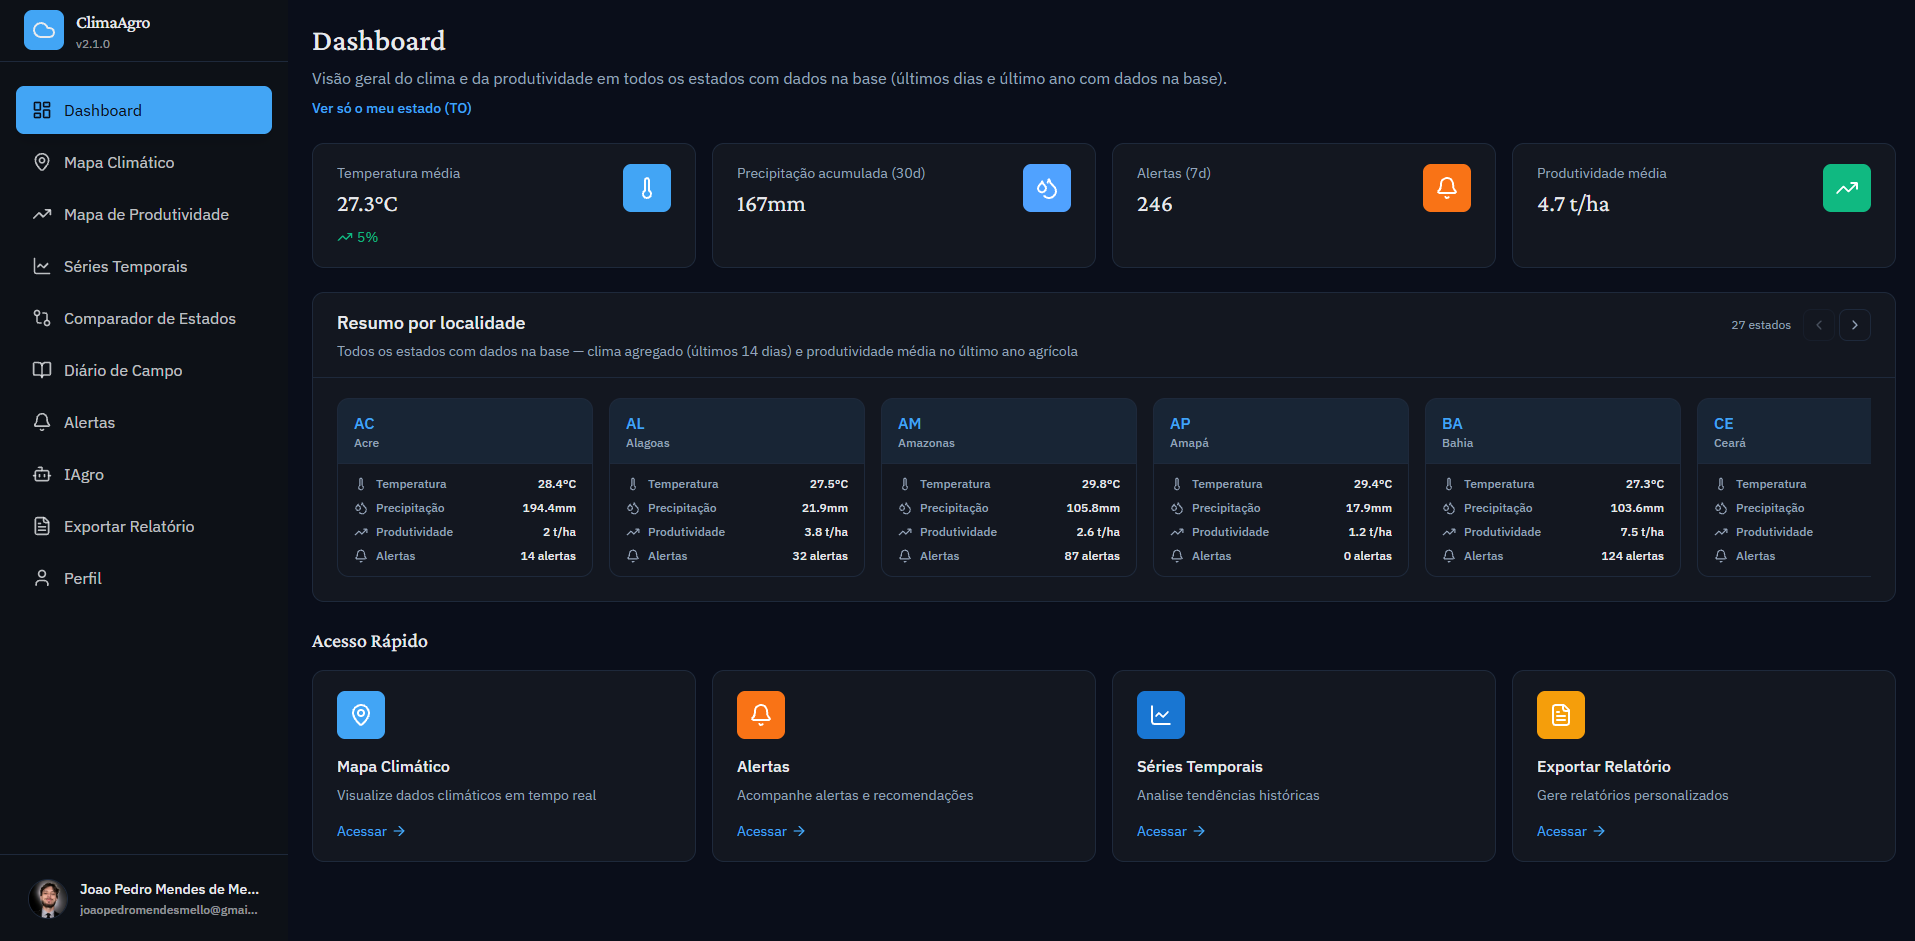 ClimaAgro
v2.1.0
Dashboard
Mapa Climático
Mapa de Produtividade
Séries Temporais
Comparador de Estados
Diário de Campo
Alertas
IAgro
Exportar Relatório
Perfil
Joao Pedro Mendes de Me...
joaopedromendesmello@gmai...
Dashboard
Visão geral do clima e da produtividade em todos os estados com dados na base (últimos dias e último ano com dados na base).
Ver só o meu estado (TO)
Temperatura média
27.3°C
5%
Precipitação acumulada (30d)
167mm
Alertas (7d)
246
Produtividade média
4.7 t/ha
Resumo por localidade
27 estados
Todos os estados com dados na base — clima agregado (últimos 14 dias) e produtividade média no último ano agrícola
AC
Acre
Temperatura 28.4°C
Precipitação 194.4mm
Produtividade 2 t/ha
Alertas 14 alertas
AL
Alagoas
Temperatura 27.5°C
Precipitação 21.9mm
Produtividade 3.8 t/ha
Alertas 32 alertas
AM
Amazonas
Temperatura 29.8°C
Precipitação 105.8mm
Produtividade 2.6 t/ha
Alertas 87 alertas
AP
Amapá
Temperatura 29.4°C
Precipitação 17.9mm
Produtividade 1.2 t/ha
Alertas 0 alertas
BA
Bahia
Temperatura 27.3°C
Precipitação 103.6mm
Produtividade 7.5 t/ha
Alertas 124 alertas
CE
Ceará
Temperatura
Precipitação
Produtividade
Alertas
Acesso Rápido
Mapa Climático
Visualize dados climáticos em tempo real
Acessar →
Alertas
Acompanhe alertas e recomendações
Acessar →
Séries Temporais
Analise tendências históricas
Acessar →
Exportar Relatório
Gere relatórios personalizados
Acessar →